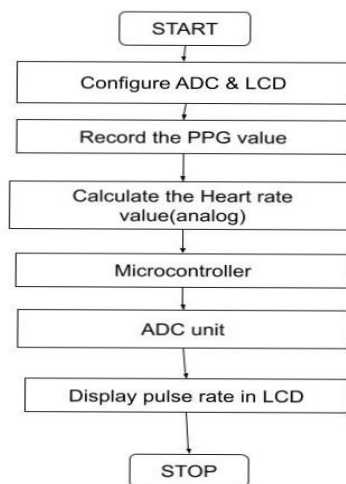 START
Configure ADC & LCD
Record the PPG value
Calculate the Heart rate
value(analog)
Microcontroller
ADC unit
Display pulse rate in LCD
STOP